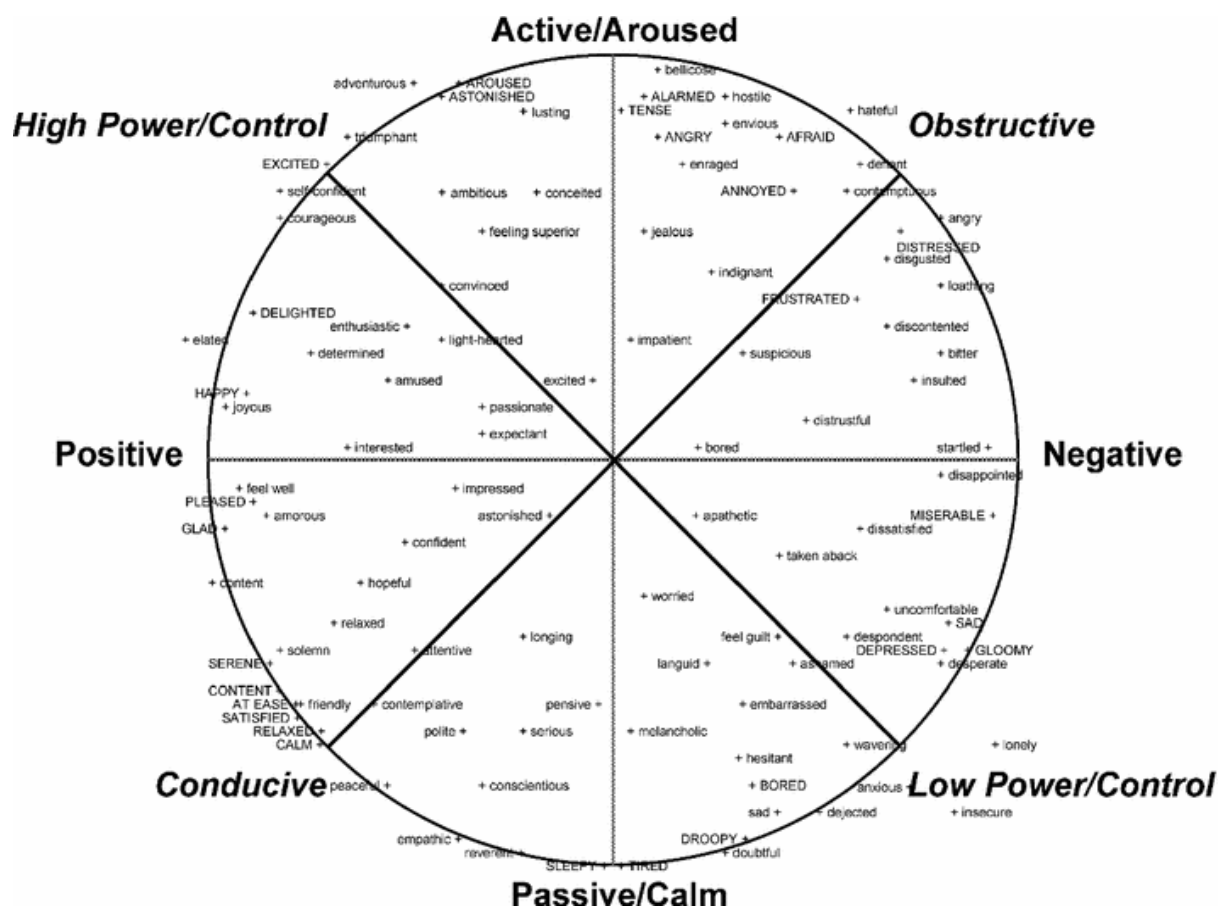 Active/Aroused
+ bellicose
adventurous +
+ AROUSED
+ ASTONISHED
+ ALARMED
+ hostile
+ lusting
+ TENSE
+ hateful
High Power/Control
+ envious
Obstructive
+ triumphant
+ ANGRY
+ AFRAID
EXCITED +
+ enraged
+ defiant
+ self-confident
+ ambitious
+ conceited
ANNOYED +
+ contemptuous
+ courageous
+ angry
+ feeling superior
+ jealous
+
DISTRESSED
+ disgusted
+ indignant
+ convinced
+ loathing
FRUSTRATED +
+ DELIGHTED
enthusiastic +
+ discontented
+ elated
+ light-hearted
+ impatient
+ determined
+ suspicious
+ bitter
+ amused
excited +
+ insulted
HAPPY +
+ joyous
+ passionate
+ distrustful
+ expectant
+ interested
+ bored
startled +
Positive
Negative
+ disappointed
+ feel well
+ impressed
PLEASED +
+ amorous
astonished +
+ apathetic
MISERABLE +
GLAD +
+ dissatisfied
+ confident
+ taken aback
+ content
+ hopeful
+ worried
+ uncomfortable
+ relaxed
+ SAD
+ longing
feel guilt +
+ despondent
+ solemn
+ attentive
DEPRESSED +
+ GLOOMY
SERENE +
languid +
+ ashamed
+ desperate
CONTENT +
AT EASE +
+ friendly
+ contemplative
pensive +
+ embarrassed
SATISFIED +
RELAXED +
polite +
+ serious
+ melancholic
CALM +
+ wavering
+ lonely
+ hesitant
Conducive
peaceful +
+ conscientious
+ BORED
anxious +
Low Power/Control
sad +
+ dejected
+ insecure
empathic +
DROOPY +
reverent +
+ doubtful
SLEEPY +
+ TIRED
Passive/Calm